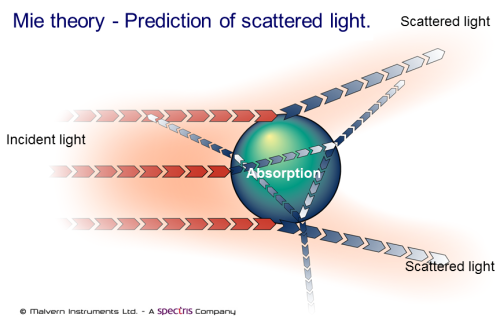 Mie theory - Prediction of scattered light.
Scattered light
Incident light
Absorption
Scattered light
© Malvern Instruments Ltd. - A spectris Company